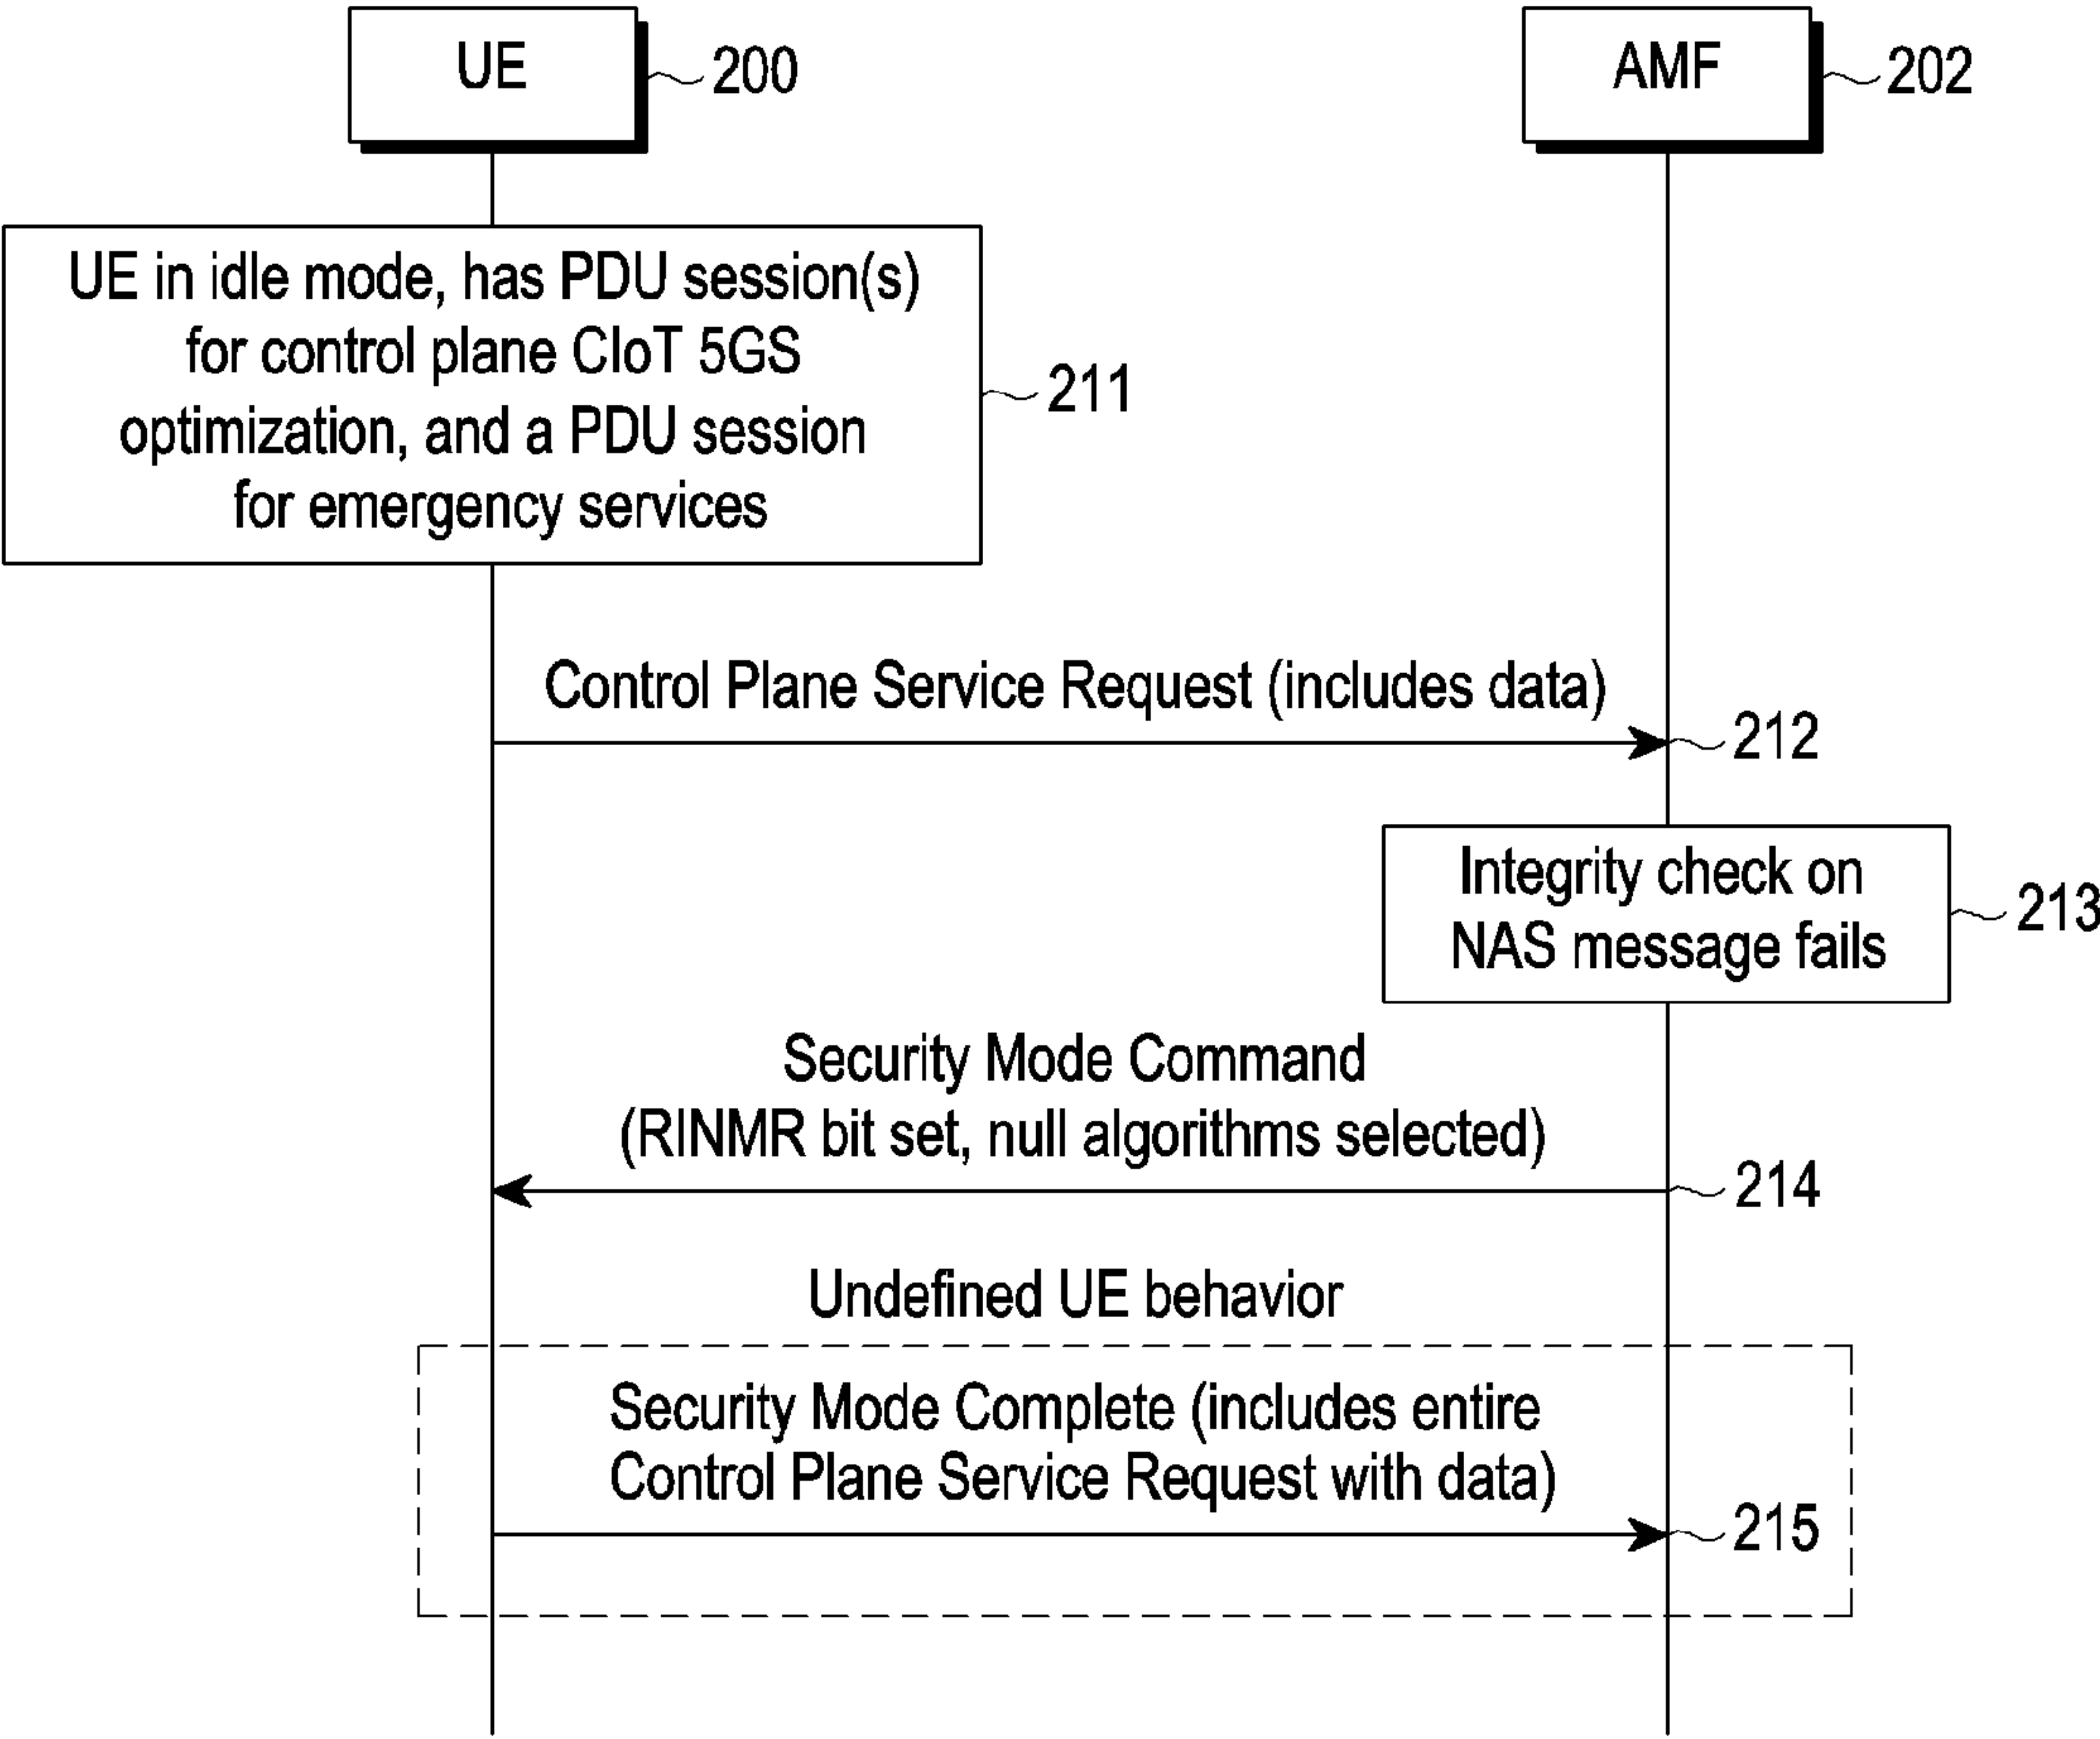 UE
200
AMF
202
UE in idle mode, has PDU session(s)
for control plane CIoT 5GS
optimization, and a PDU session
for emergency services
211
Control Plane Service Request (includes data)
212
Integrity check on
NAS message fails
213
Security Mode Command
(RINMR bit set, null algorithms selected)
214
Undefined UE behavior
Security Mode Complete (includes entire
Control Plane Service Request with data)
215